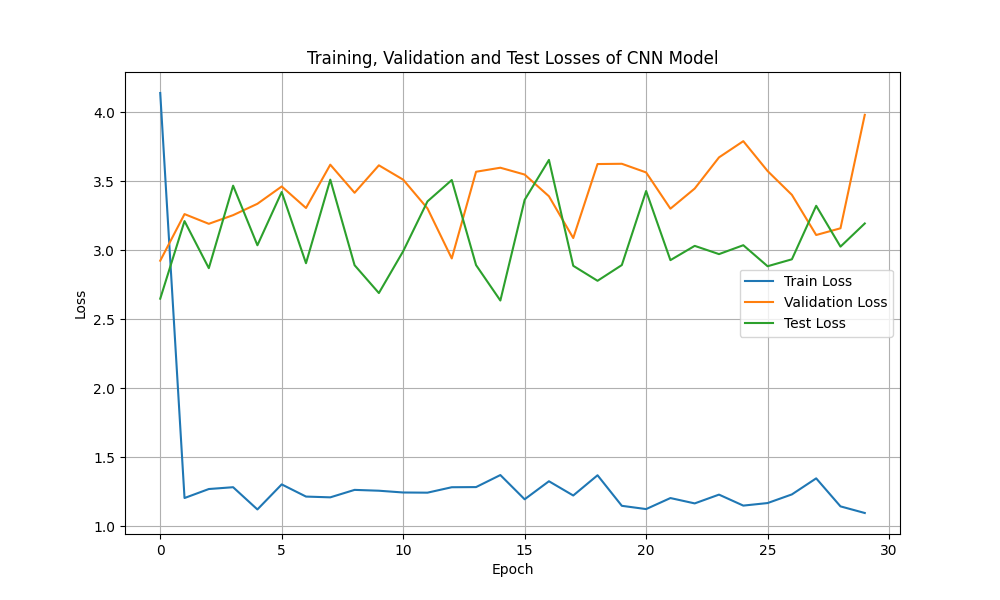 Training, Validation and Test Losses of CNN Model
Loss
4.0
3.5
3.0
2.5
2.0
1.5
1.0
Train Loss
Validation Loss
Test Loss
0 5 10 15 20 25 30
Epoch